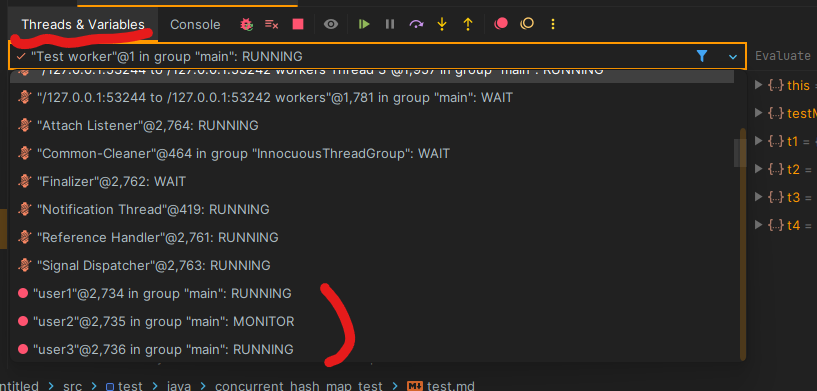 Threads & Variables
Console
"Test worker"@1 in group "main": RUNNING
Evaluate
"/127.0.0.1:53244 to /127.0.0.1:53242 workers Thread 3"@1,937 in group "main": RUNNING
"/127.0.0.1:53244 to /127.0.0.1:53242 workers"@1,781 in group "main": WAIT
"Attach Listener"@2,764: RUNNING
"Common-Cleaner"@464 in group "InnocuousThreadGroup": WAIT
"Finalizer"@2,762: WAIT
"Notification Thread"@419: RUNNING
"Reference Handler"@2,761: RUNNING
"Signal Dispatcher"@2,763: RUNNING
"user1"@2,734 in group "main": RUNNING
"user2"@2,735 in group "main": MONITOR
"user3"@2,736 in group "main": RUNNING
{...} this =
{...} testM
{...} t1 =
{...} t2 =
{...} t3 =
{...} t4 =
ntitled > src > test > java > concurrent_hash_map_test > test.md